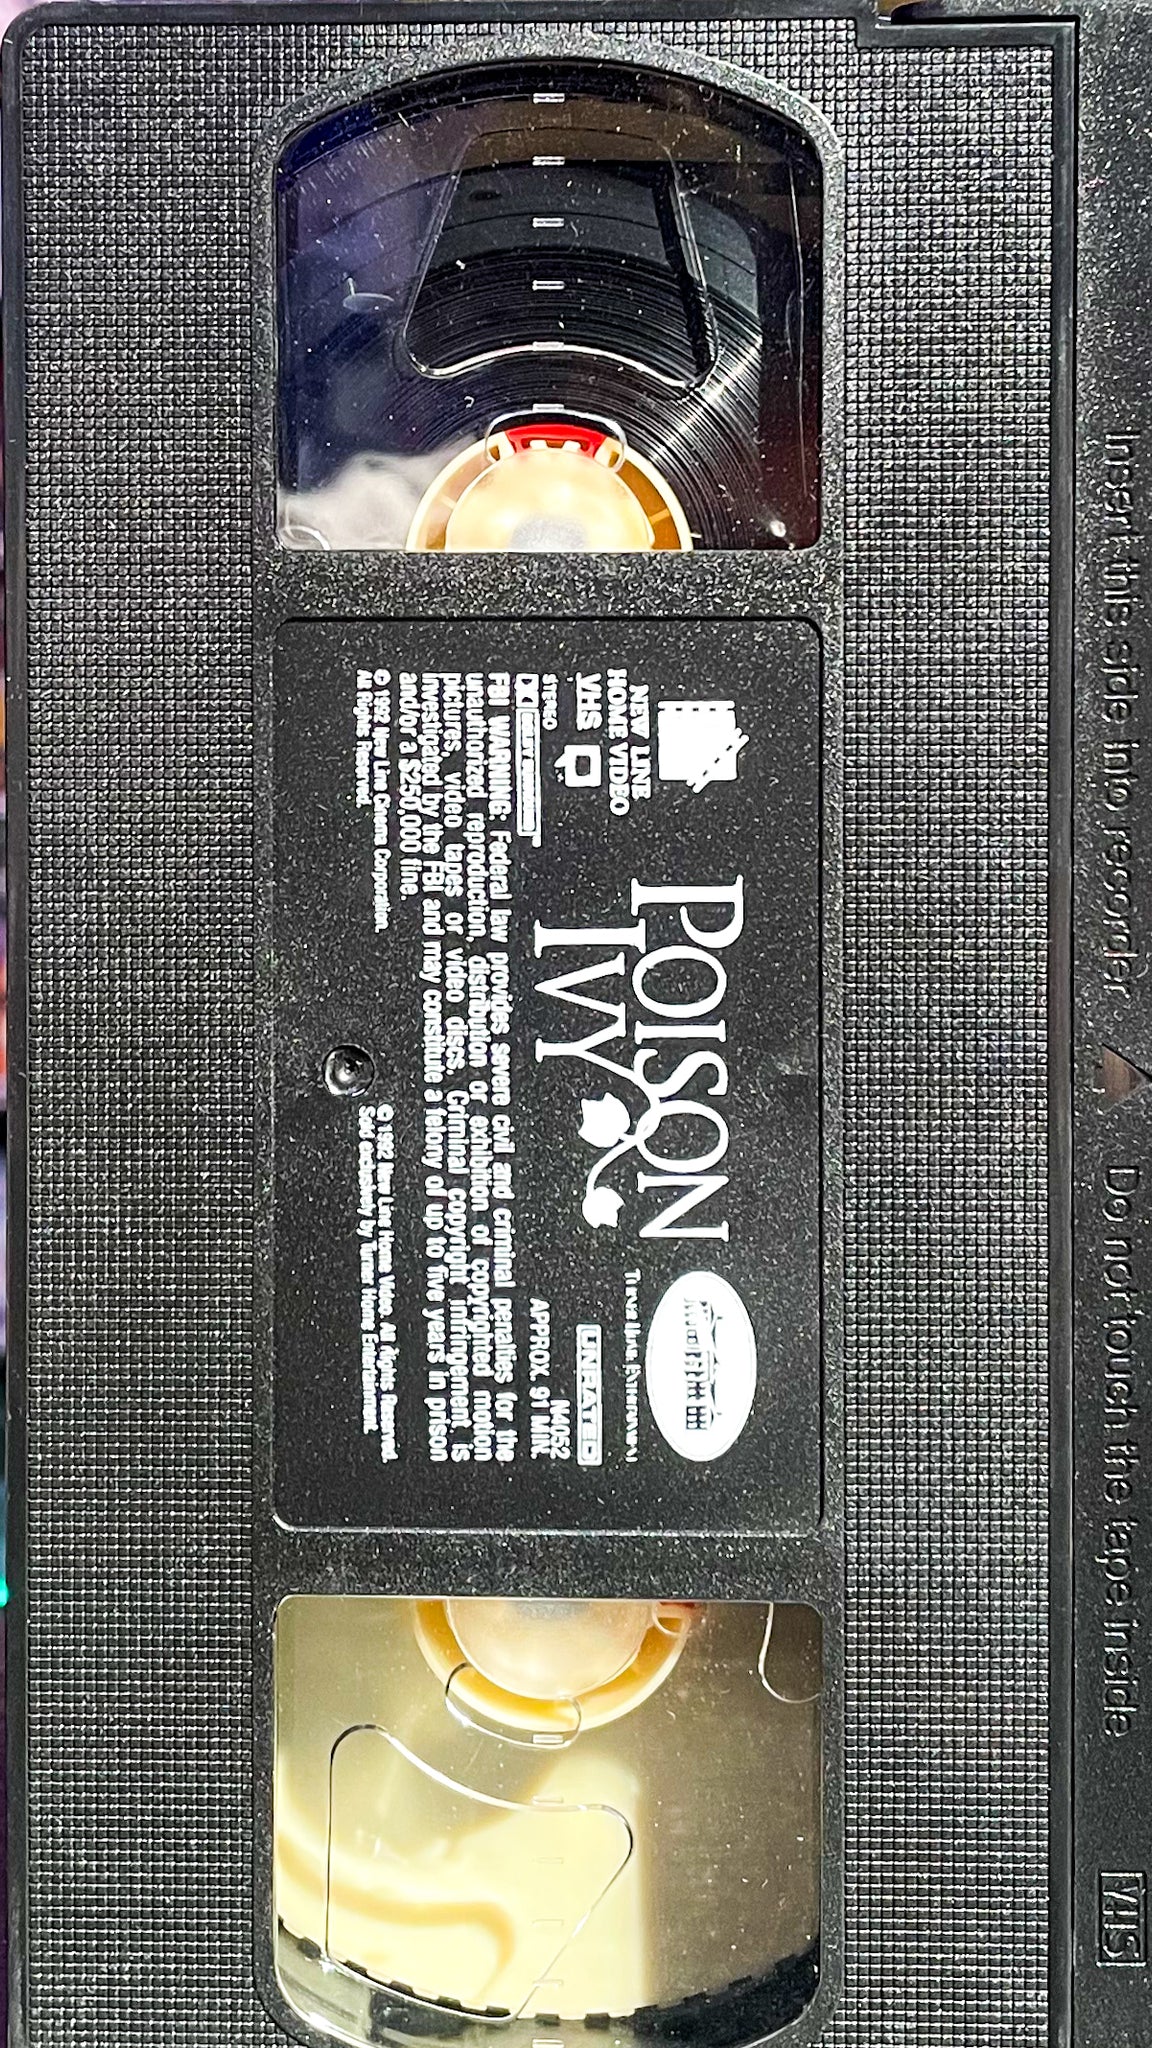 Insert this side into recorder
Do not touch the tape inside
VHS
NEW LINE
HOME VIDEO
VHS
STEREO
POISON
IVY
UNRATED
N4052
APPROX. 91 MIN.
FBI WARNING: Federal law provides severe civil and criminal penalties for the
unauthorized reproduction, distribution or exhibition of copyrighted motion
pictures, video tapes or video discs. Criminal copyright infringement is
investigated by the FBI and may constitute a felony of up to five years in prison
and/or a $250,000 fine.
© 1992, New Line Cinema Corporation.
All Rights Reserved.
© 1992 New Line Home Video. All Rights Reserved.
Sold exclusively by Turner Home Entertainment.